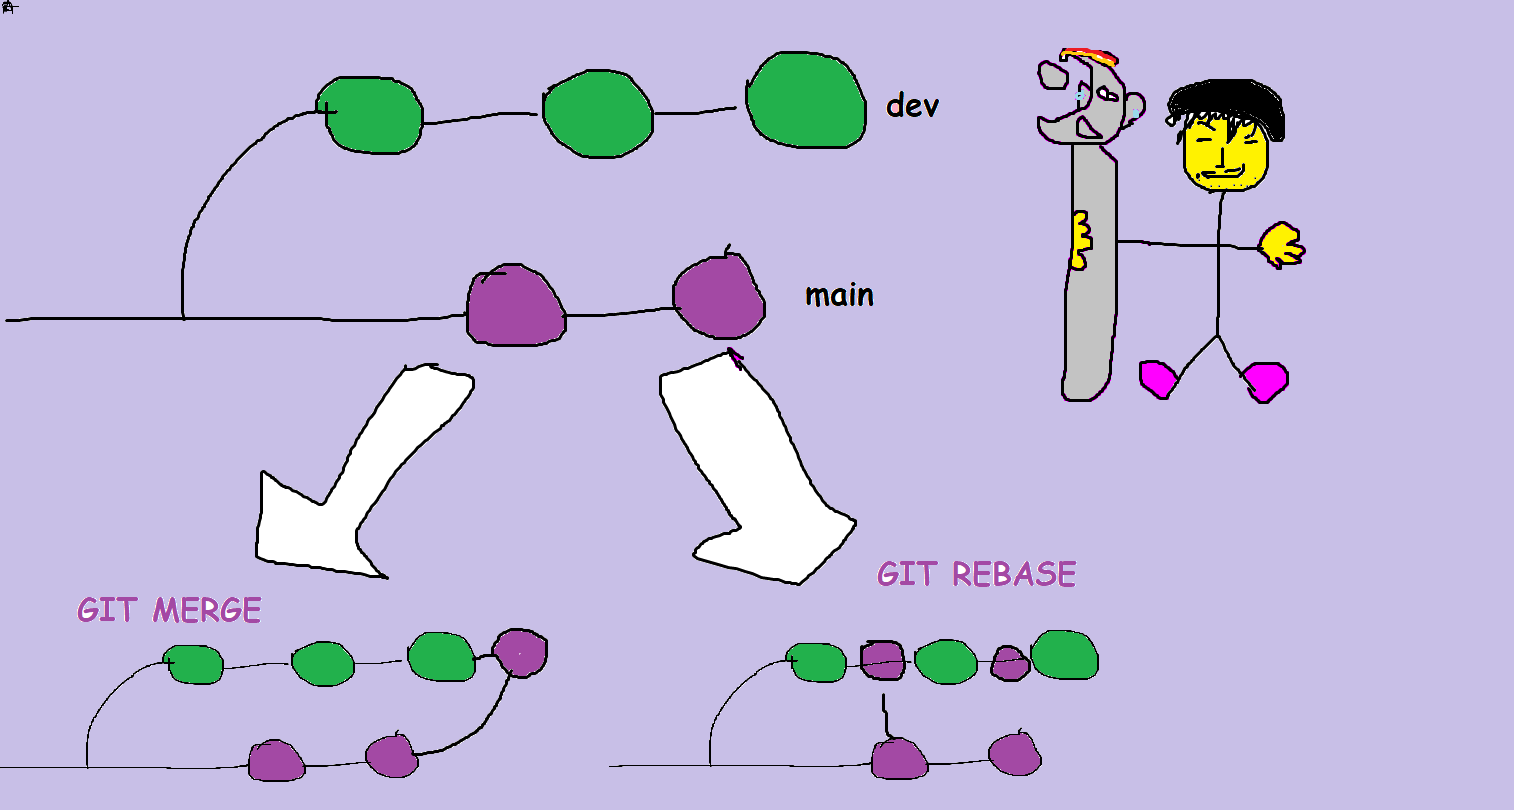 dev
main
GIT REBASE
GIT MERGE